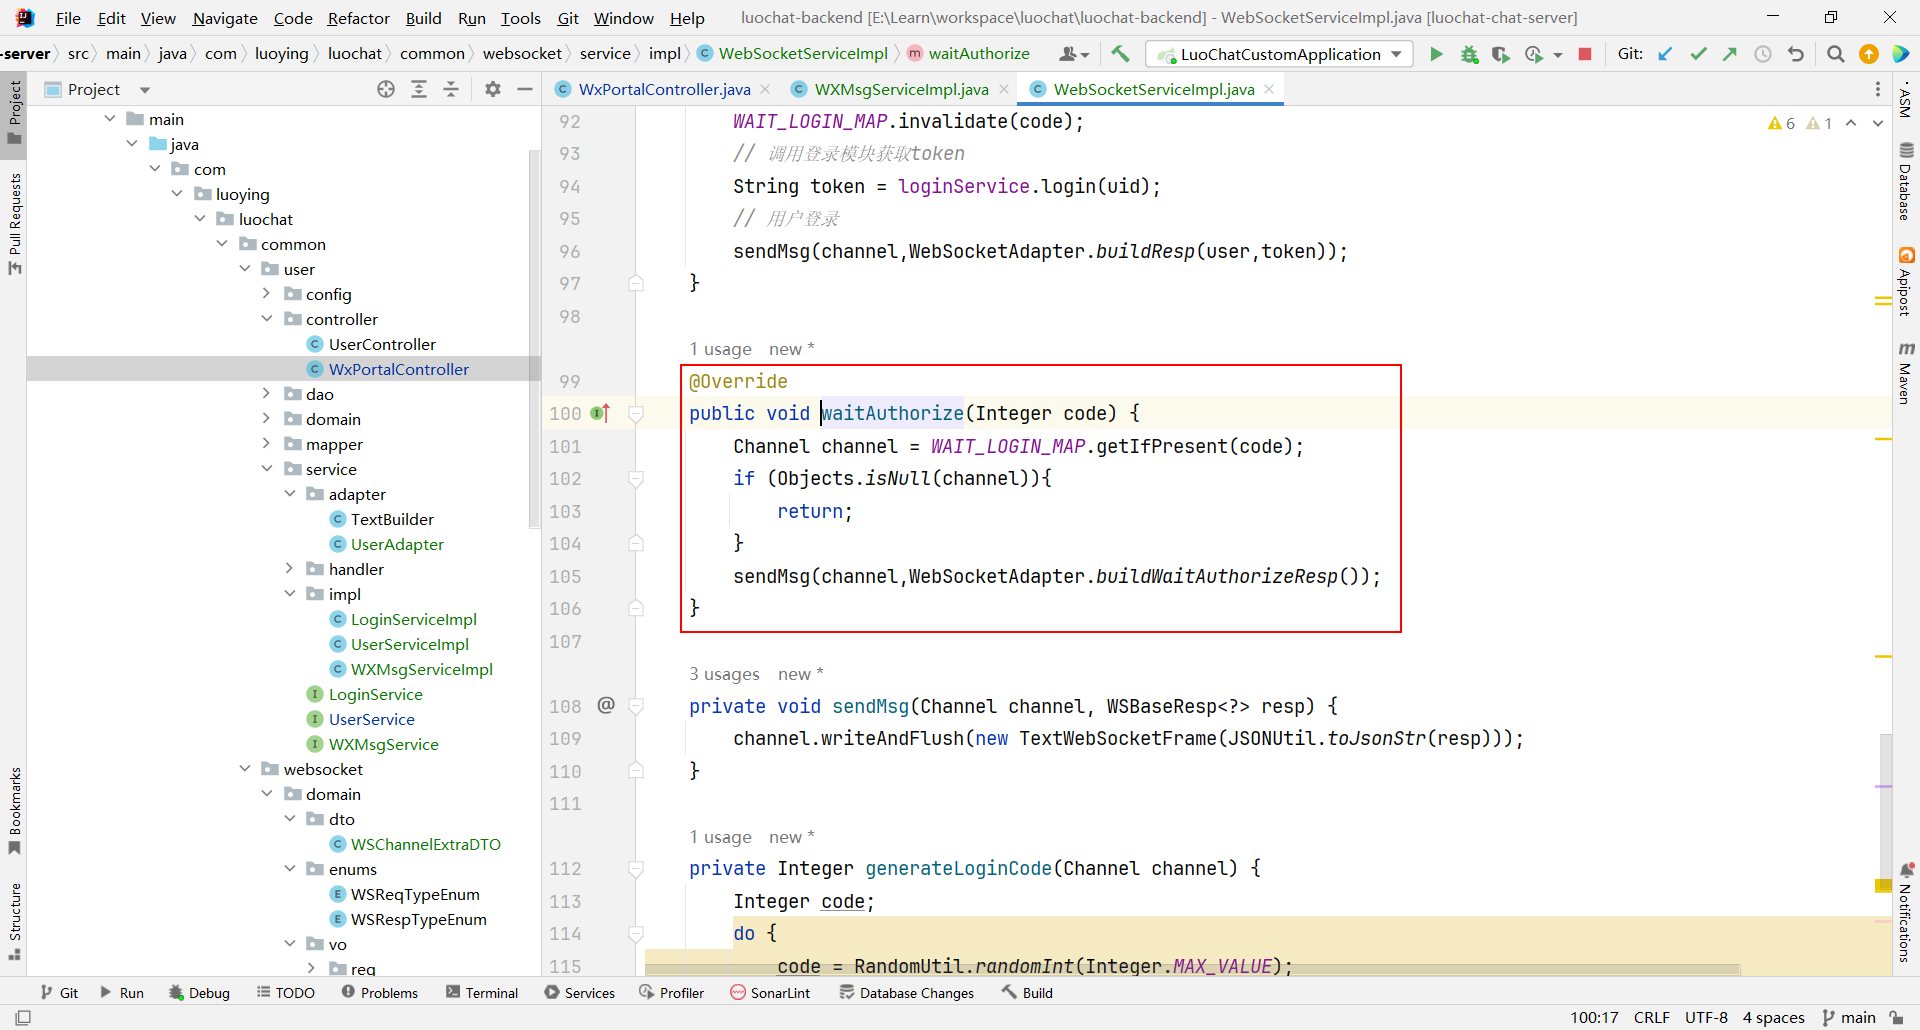 File Edit View Navigate Code Refactor Build Run Tools Git Window Help luochat-backend [E:\Learn\workspace\luochat\luochat-backend] - WebSocketServiceImpl.java [luochat-chat-server]
-server src main java com luoying luochat common websocket service impl WebSocketServiceImpl waitAuthorize LuoChatCustomApplication Git:
Project WxPortalController.java WXMsgServiceImpl.java WebSocketServiceImpl.java
main
java
com
luoying
luochat
common
user
config
controller
UserController
WxPortalController
dao
domain
mapper
service
adapter
TextBuilder
UserAdapter
handler
impl
LoginServiceImpl
UserServiceImpl
WXMsgServiceImpl
LoginService
UserService
WXMsgService
websocket
domain
dto
WSChannelExtraDTO
enums
WSReqTypeEnum
WSRespTypeEnum
vo
req
6 1
92 WAIT_LOGIN_MAP.invalidate(code);
93 // 调用登录模块获取token
94 String token = loginService.login(uid);
95 // 用户登录
96 sendMsg(channel,WebSocketAdapter.buildResp(user,token));
97 }
98
1 usage new *
99 @Override
100 public void waitAuthorize(Integer code) {
101 Channel channel = WAIT_LOGIN_MAP.getIfPresent(code);
102 if (Objects.isNull(channel)){
103 return;
104 }
105 sendMsg(channel,WebSocketAdapter.buildWaitAuthorizeResp());
106 }
107
3 usages new *
108 @ private void sendMsg(Channel channel, WSBaseResp<?> resp) {
109 channel.writeAndFlush(new TextWebSocketFrame(JSONUtil.toJsonStr(resp)));
110 }
111
1 usage new *
112 private Integer generateLoginCode(Channel channel) {
113 Integer code;
114 do {
115 code = RandomUtil.randomInt(Integer.MAX_VALUE);
Project
Pull Requests
Bookmarks
Structure
ASM
Database
Apipost
Maven
Notifications
Git Run Debug TODO Problems Terminal Services Profiler SonarLint Database Changes Build
100:17 CRLF UTF-8 4 spaces main